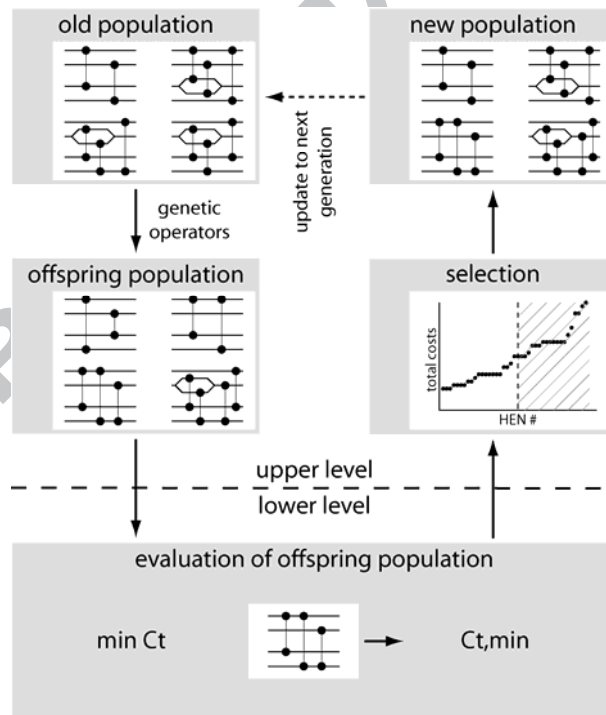 old population
new population
update to next
generation
genetic
operators
offspring population
selection
total costs
HEN #
upper level
lower level
evaluation of offspring population
min Ct
Ct,min